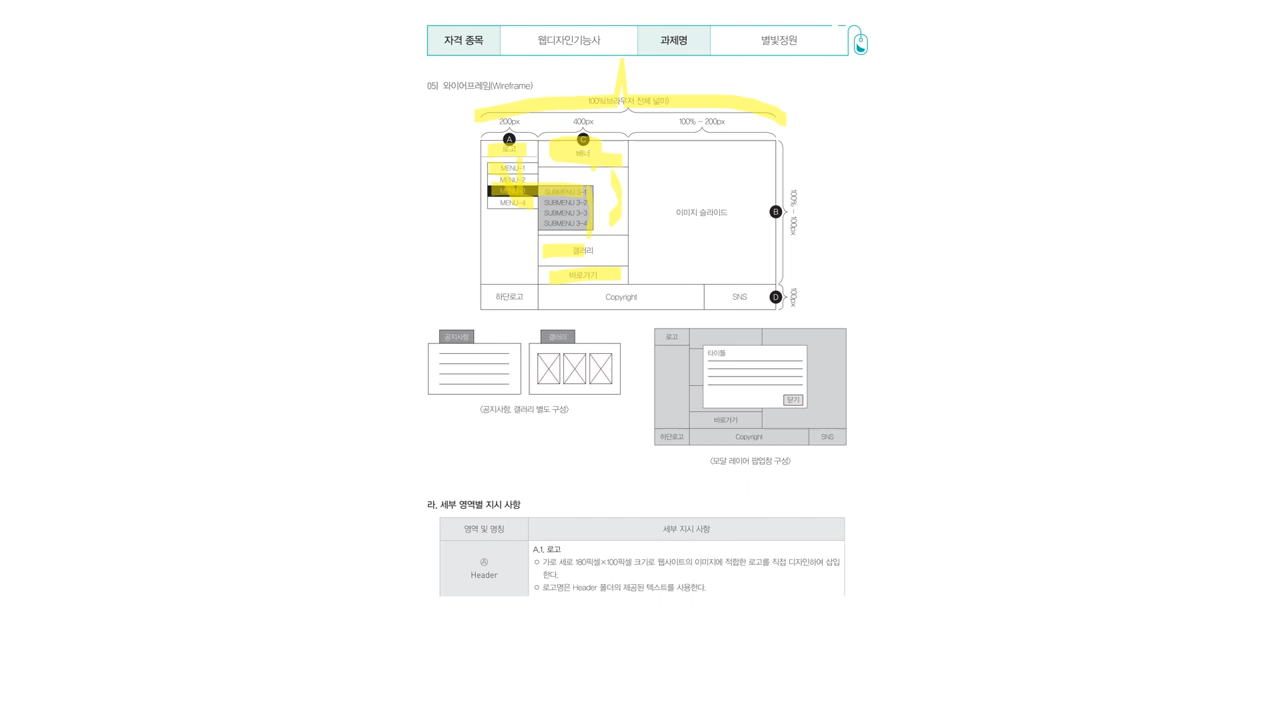 자격 종목 웹디자인기능사 과제명 별빛정원
05) 와이어프레임(Wireframe)
100%(브라우저 전체 넓이)
200px 400px 100% - 200px
A C
로고 배너
MENU-1
MENU-2
SUBMENU 3-1
MENU-4 SUBMENU 3-2
SUBMENU 3-3
SUBMENU 3-4
이미지 슬라이드
B
100% - 100px
갤러리
바로가기
하단로고 Copyright SNS
D
100px
공지사항 갤러리
〈공지사항, 갤러리 별도 구성〉
로고
타이틀
닫기
바로가기
하단로고 Copyright SNS
〈모달 레이어 팝업창 구성〉
라. 세부 영역별 지시 사항
영역 및 명칭 세부 지시 사항
Ⓐ
Header
A.1. 로고
○ 가로 세로 180픽셀×100픽셀 크기로 웹사이트의 이미지에 적합한 로고를 직접 디자인하여 삽입
한다.
○ 로고명은 Header 폴더의 제공된 텍스트를 사용한다.